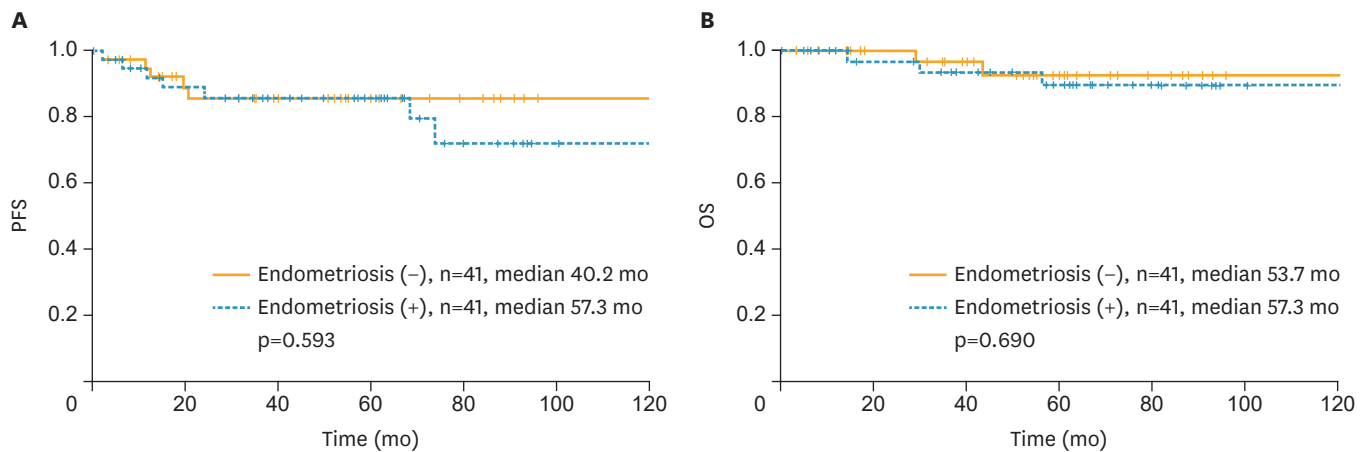 A
1.0
0.8
0.6
0.4
0.2
0
20
40
60
80
100
120
PFS
Time (mo)
Endometriosis (−), n=41, median 40.2 mo
Endometriosis (+), n=41, median 57.3 mo
p=0.593
B
1.0
0.8
0.6
0.4
0.2
0
20
40
60
80
100
120
OS
Time (mo)
Endometriosis (−), n=41, median 53.7 mo
Endometriosis (+), n=41, median 57.3 mo
p=0.690